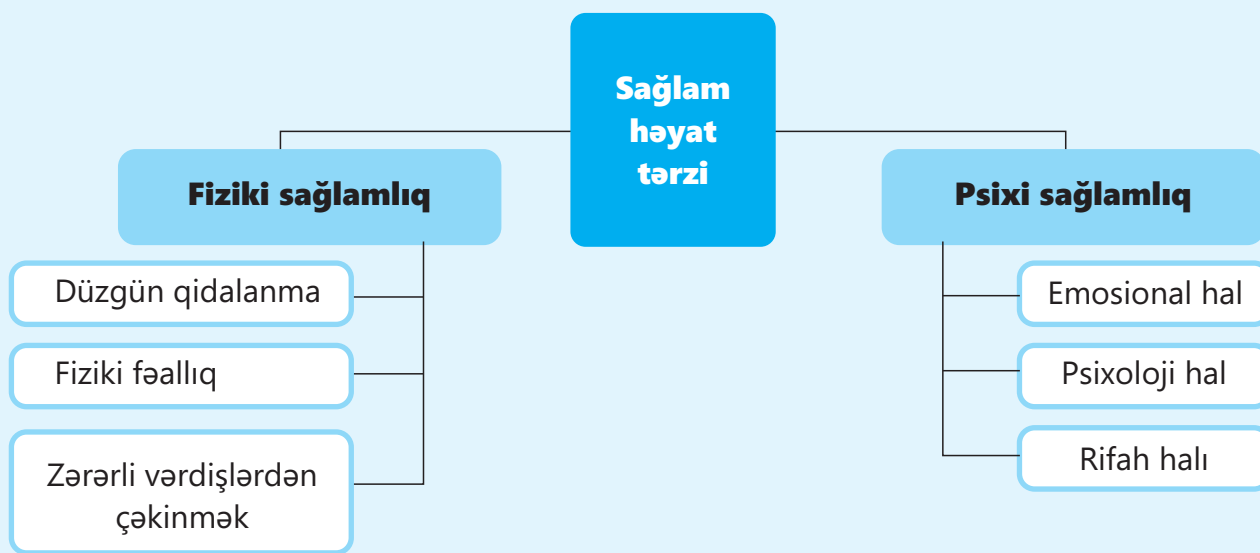 Sağlam
həyat
tərzi
Fiziki sağlamlıq
Düzgün qidalanma
Fiziki fəallıq
Zərərli vərdişlərdən
çəkinmək
Psixi sağlamlıq
Emosional hal
Psixoloji hal
Rifah halı